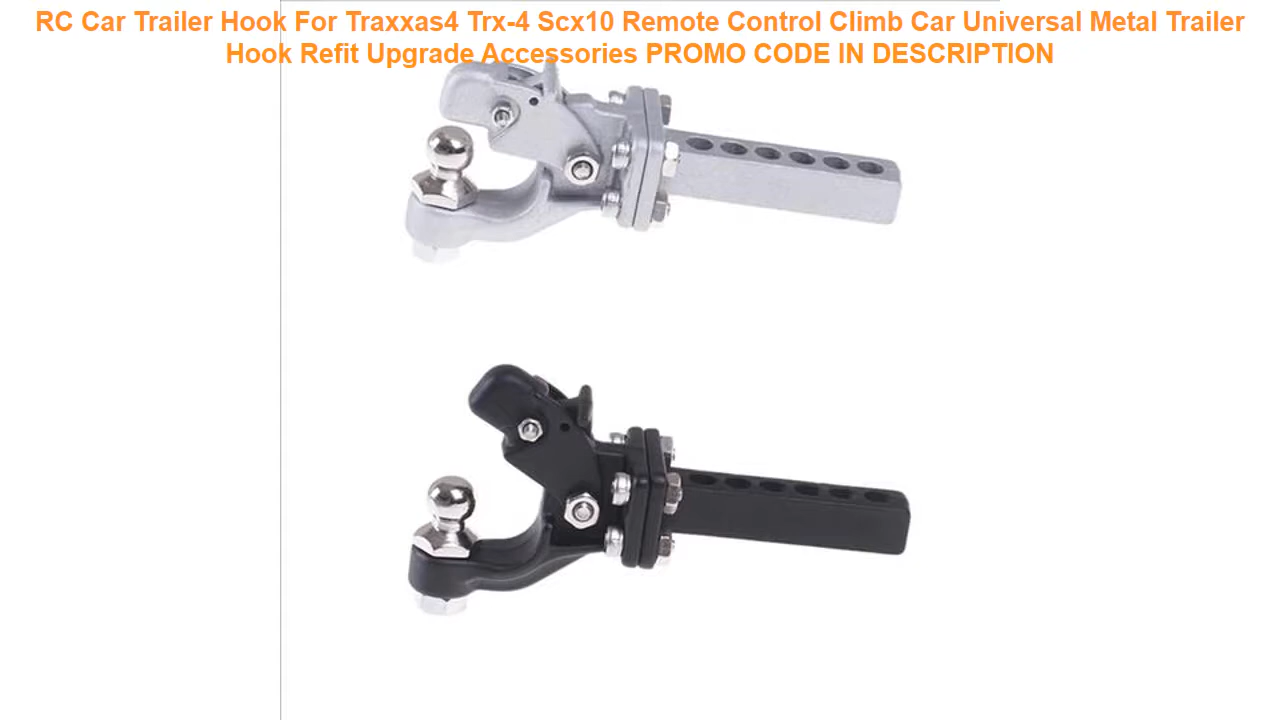 RC Car Trailer Hook For Traxxas4 Trx-4 Scx10 Remote Control Climb Car Universal Metal Trailer
Hook Refit Upgrade Accessories PROMO CODE IN DESCRIPTION